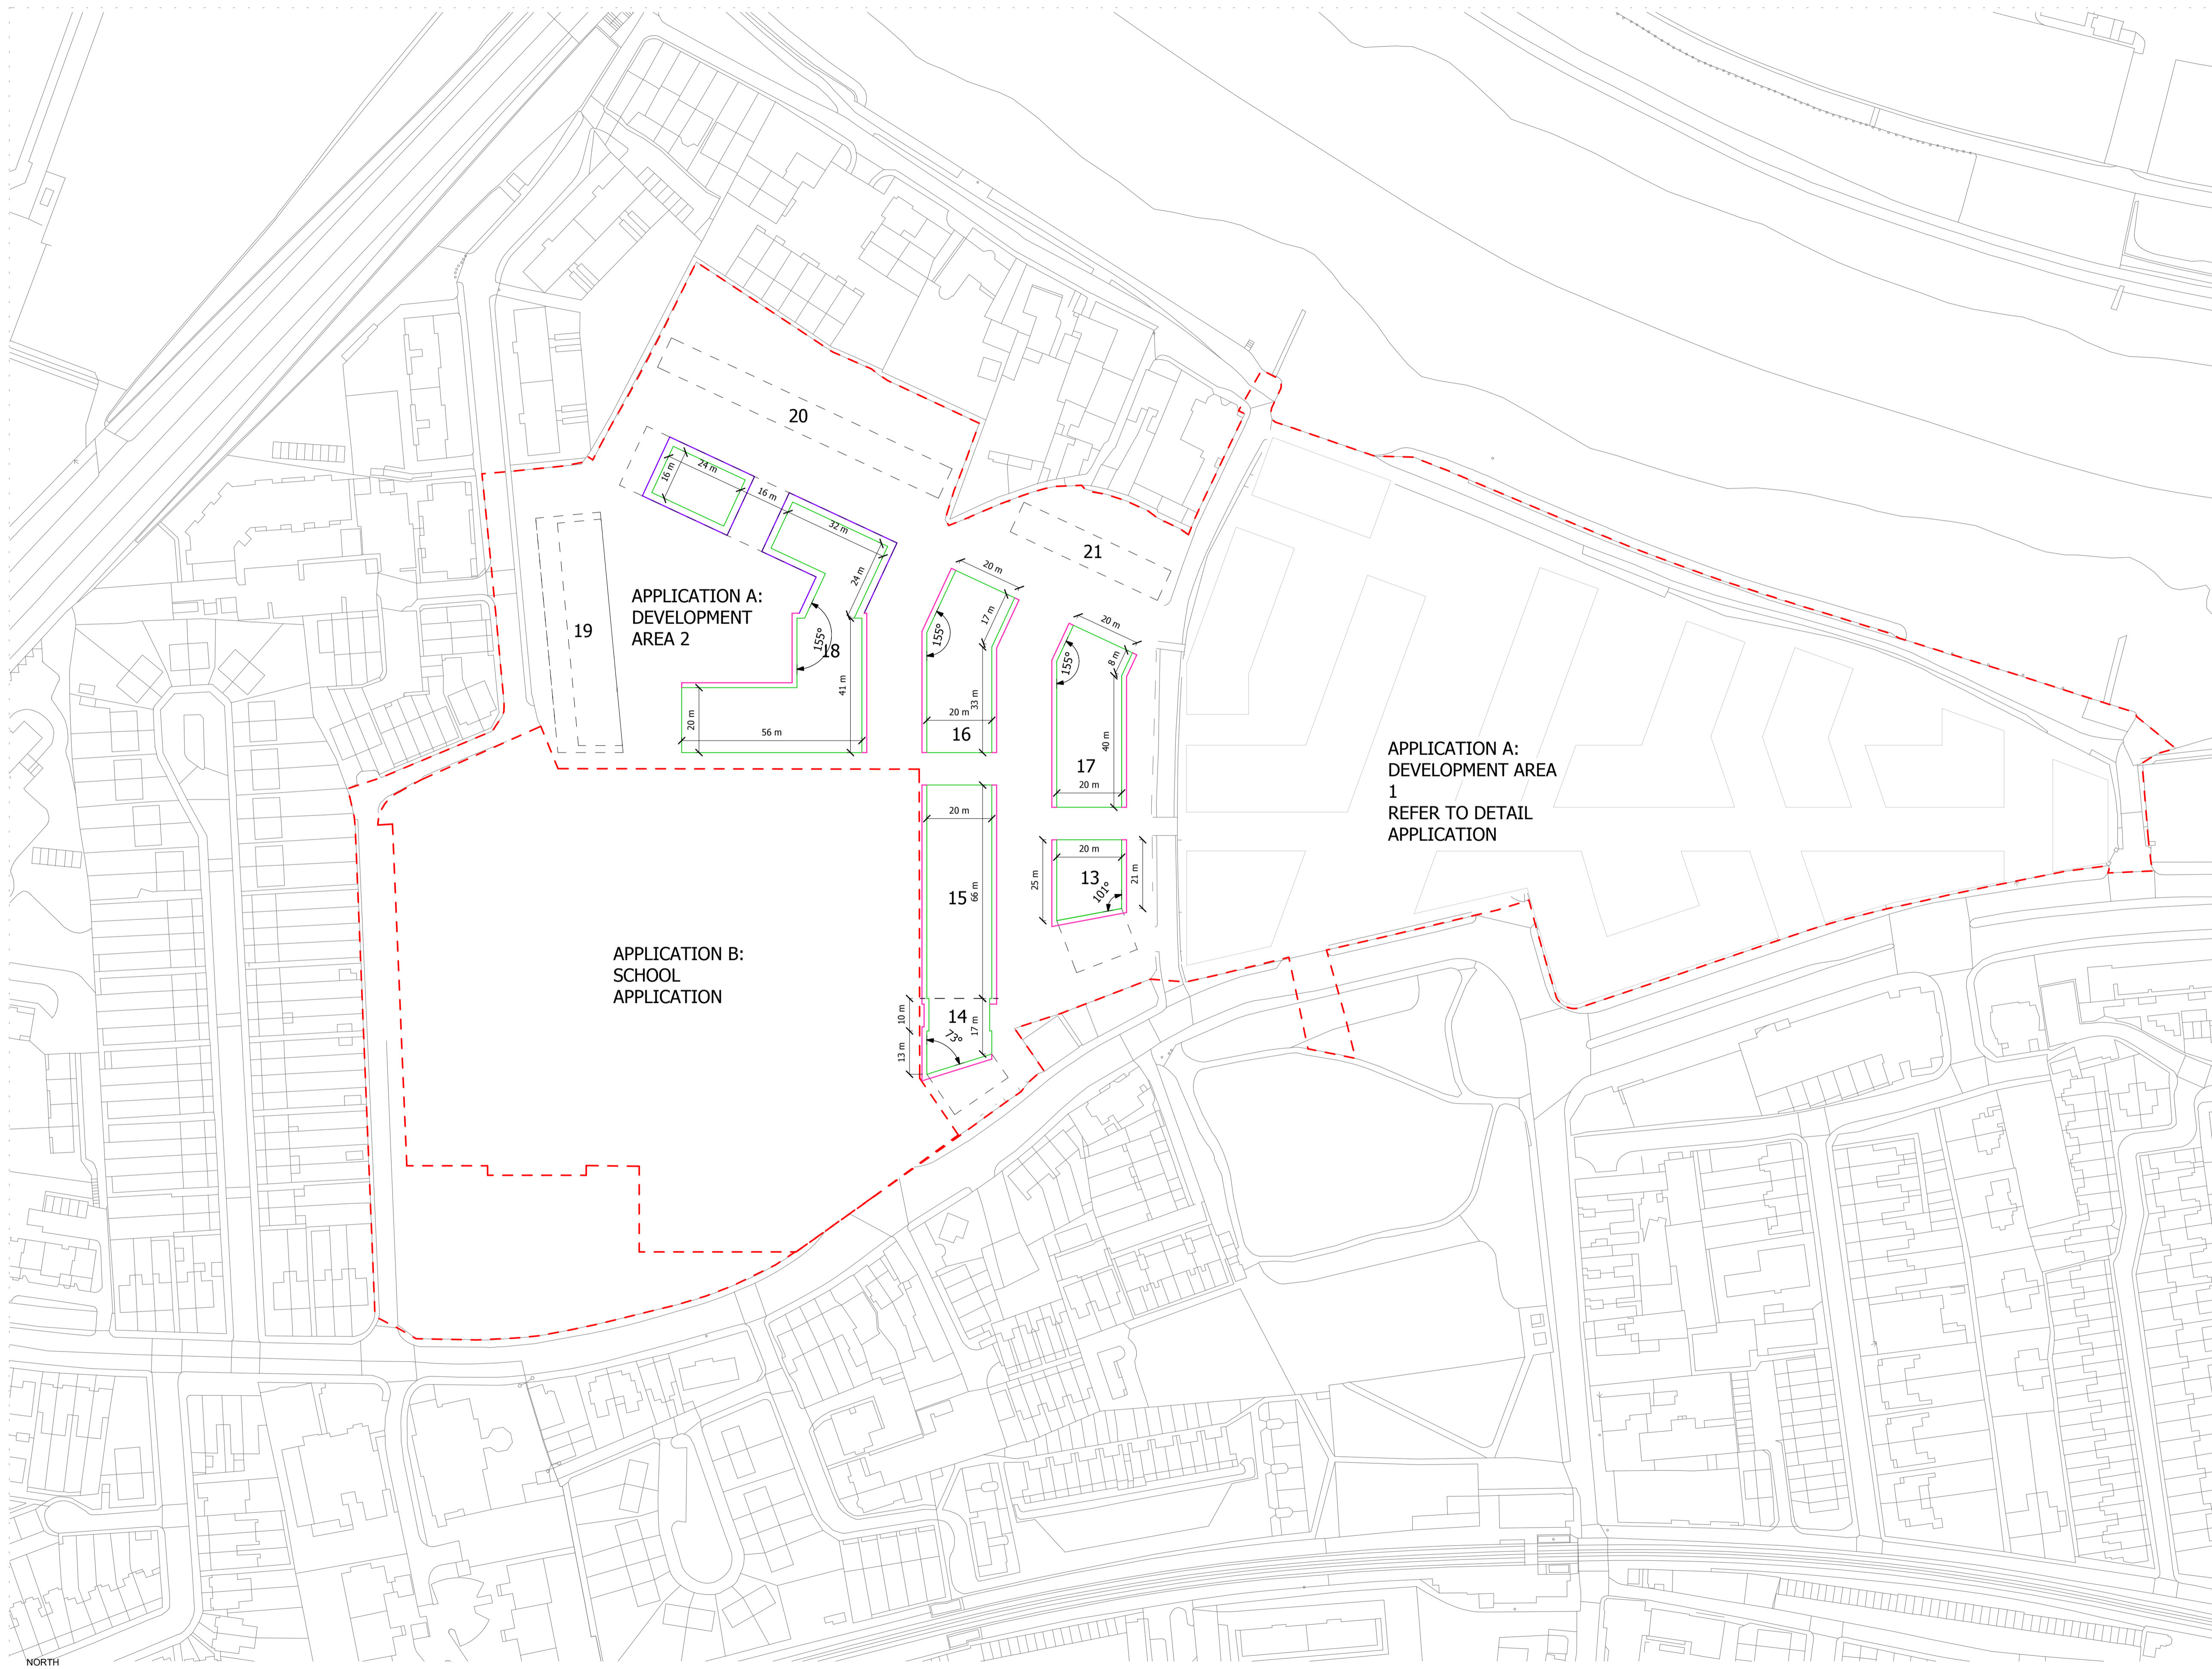 20
24 m
16 m
16 m
32 m
24 m
21
19
APPLICATION A:
DEVELOPMENT
AREA 2
155°
18
41 m
20 m
56 m
20 m
17 m
155°
33 m
20 m
16
20 m
8 m
155°
40 m
17
20 m
APPLICATION A:
DEVELOPMENT AREA
1
REFER TO DETAIL
APPLICATION
20 m
15
66 m
20 m
25 m
13
101°
21 m
APPLICATION B:
SCHOOL
APPLICATION
10 m
14
17 m
73°
13 m
NORTH